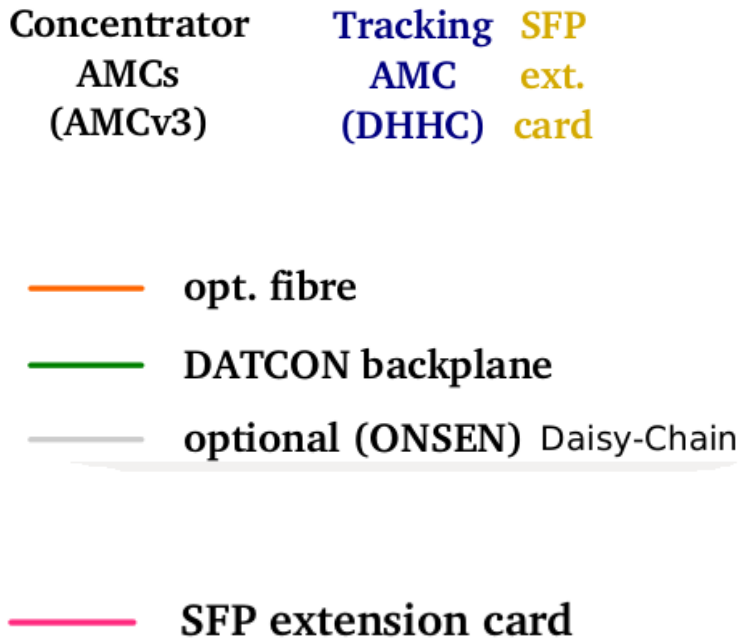 Concentrator
AMCs
(AMCv3)
Tracking
AMC
(DHHC)
SFP
ext.
card
opt. fibre
DATCON backplane
optional (ONSEN) Daisy-Chain
SFP extension card